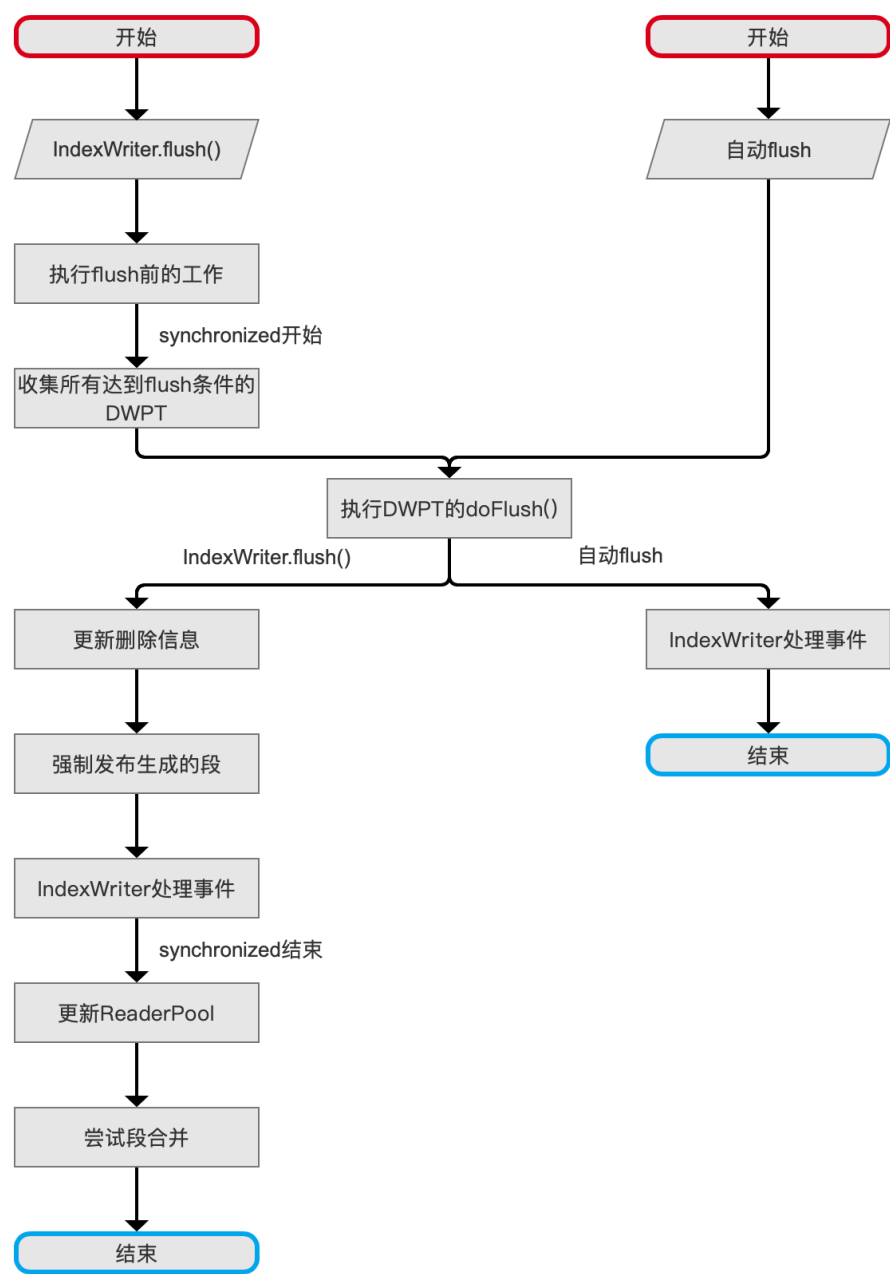 开始
开始
IndexWriter.flush()
自动flush
执行flush前的工作
synchronized开始
收集所有达到flush条件的
DWPT
执行DWPT的doFlush()
IndexWriter.flush()
自动flush
更新删除信息
IndexWriter处理事件
强制发布生成的段
结束
IndexWriter处理事件
synchronized结束
更新ReaderPool
尝试段合并
结束